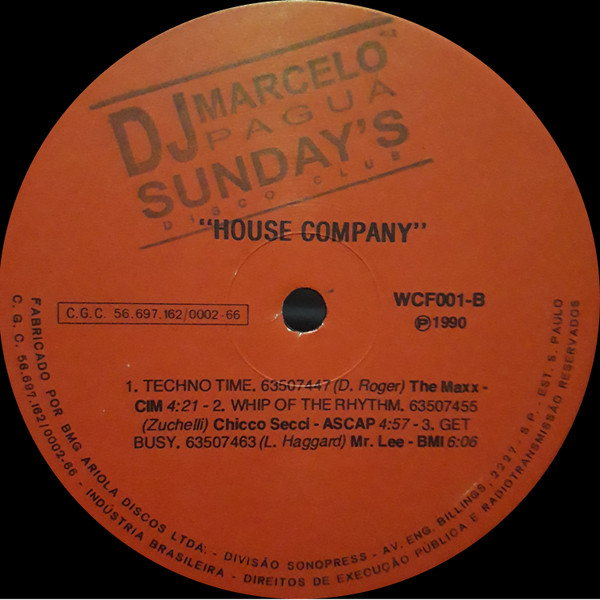 DJ MARCELO
PAGUA
SUNDAY'S
DISCO CLUB
"HOUSE COMPANY"
C.G.C. 56.697.162/0002-66
WCF001-B
Ⓟ1990
1. TECHNO TIME. 63507447 (D. Roger) The Maxx -
CIM 4:21 - 2. WHIP OF THE RHYTHM. 63507455
(Zuchelli) Chicco Secci - ASCAP 4:57 - 3. GET
BUSY. 63507463 (L. Haggard) Mr. Lee - BMI 6:06
FABRICADO POR BMG ARIOLA DISCOS LTDA. - DIVISÃO SONOPRESS - AV. ENG. BILLINGS, 2227 - S.P. - EST. S. PAULO
C. G. C. 56.697.162/0002-66 - INDÚSTRIA BRASILEIRA - DIREITOS DE EXECUÇÃO PÚBLICA E RADIOTRANSMISSÃO RESERVADOS